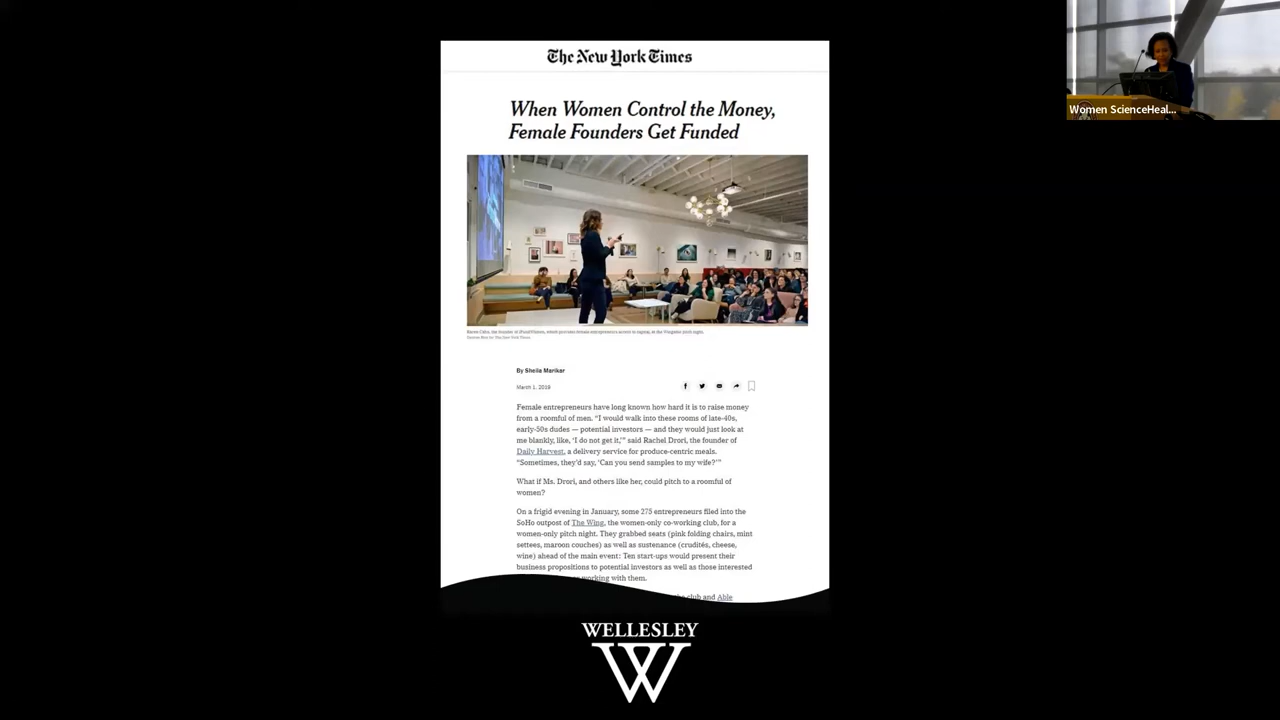 The New York Times
Women ScienceHeal...
When Women Control the Money,
Female Founders Get Funded
By Sheila Marikar
March 1, 2019
Female entrepreneurs have long known how hard it is to raise money
from a roomful of men. “I would walk into these rooms of late-40s,
early-50s dudes — potential investors — and they would just look at
me blankly, like, ‘I do not get it,’” said Rachel Drori, the founder of
Daily Harvest, a delivery service for produce-centric meals.
“Sometimes, they’d say, ‘Can you send samples to my wife?’”
What if Ms. Drori, and others like her, could pitch to a roomful of
women?
On a frigid evening in January, some 275 entrepreneurs filed into the
SoHo outpost of The Wing, the women-only co-working club, for a
women-only pitch night. They grabbed seats (pink folding chairs, mint
settees, maroon couches) as well as sustenance (crudités, cheese,
wine) ahead of the main event: Ten start-ups would present their
business propositions to potential investors as well as those interested
working with them.
club and Able
WELLESLEY
W